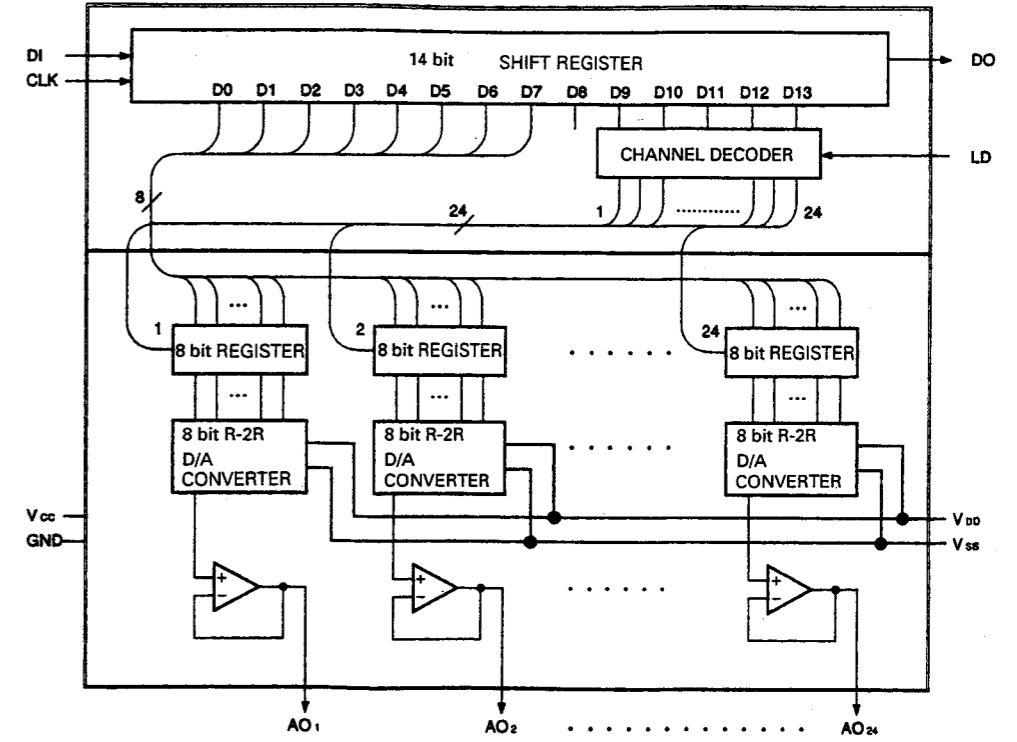 14 bit SHIFT REGISTER
DI
CLK
DO
D0 D1 D2 D3 D4 D5 D6 D7 D8 D9 D10 D11 D12 D13
CHANNEL DECODER
LD
8
24
1
24
1
2
24
8 bit REGISTER
8 bit REGISTER
8 bit REGISTER
8 bit R-2R
D/A
CONVERTER
8 bit R-2R
D/A
CONVERTER
8 bit R-2R
D/A
CONVERTER
Vcc
GND
VDD
VSS
+
−
+
−
+
−
AO1
AO2
AO24